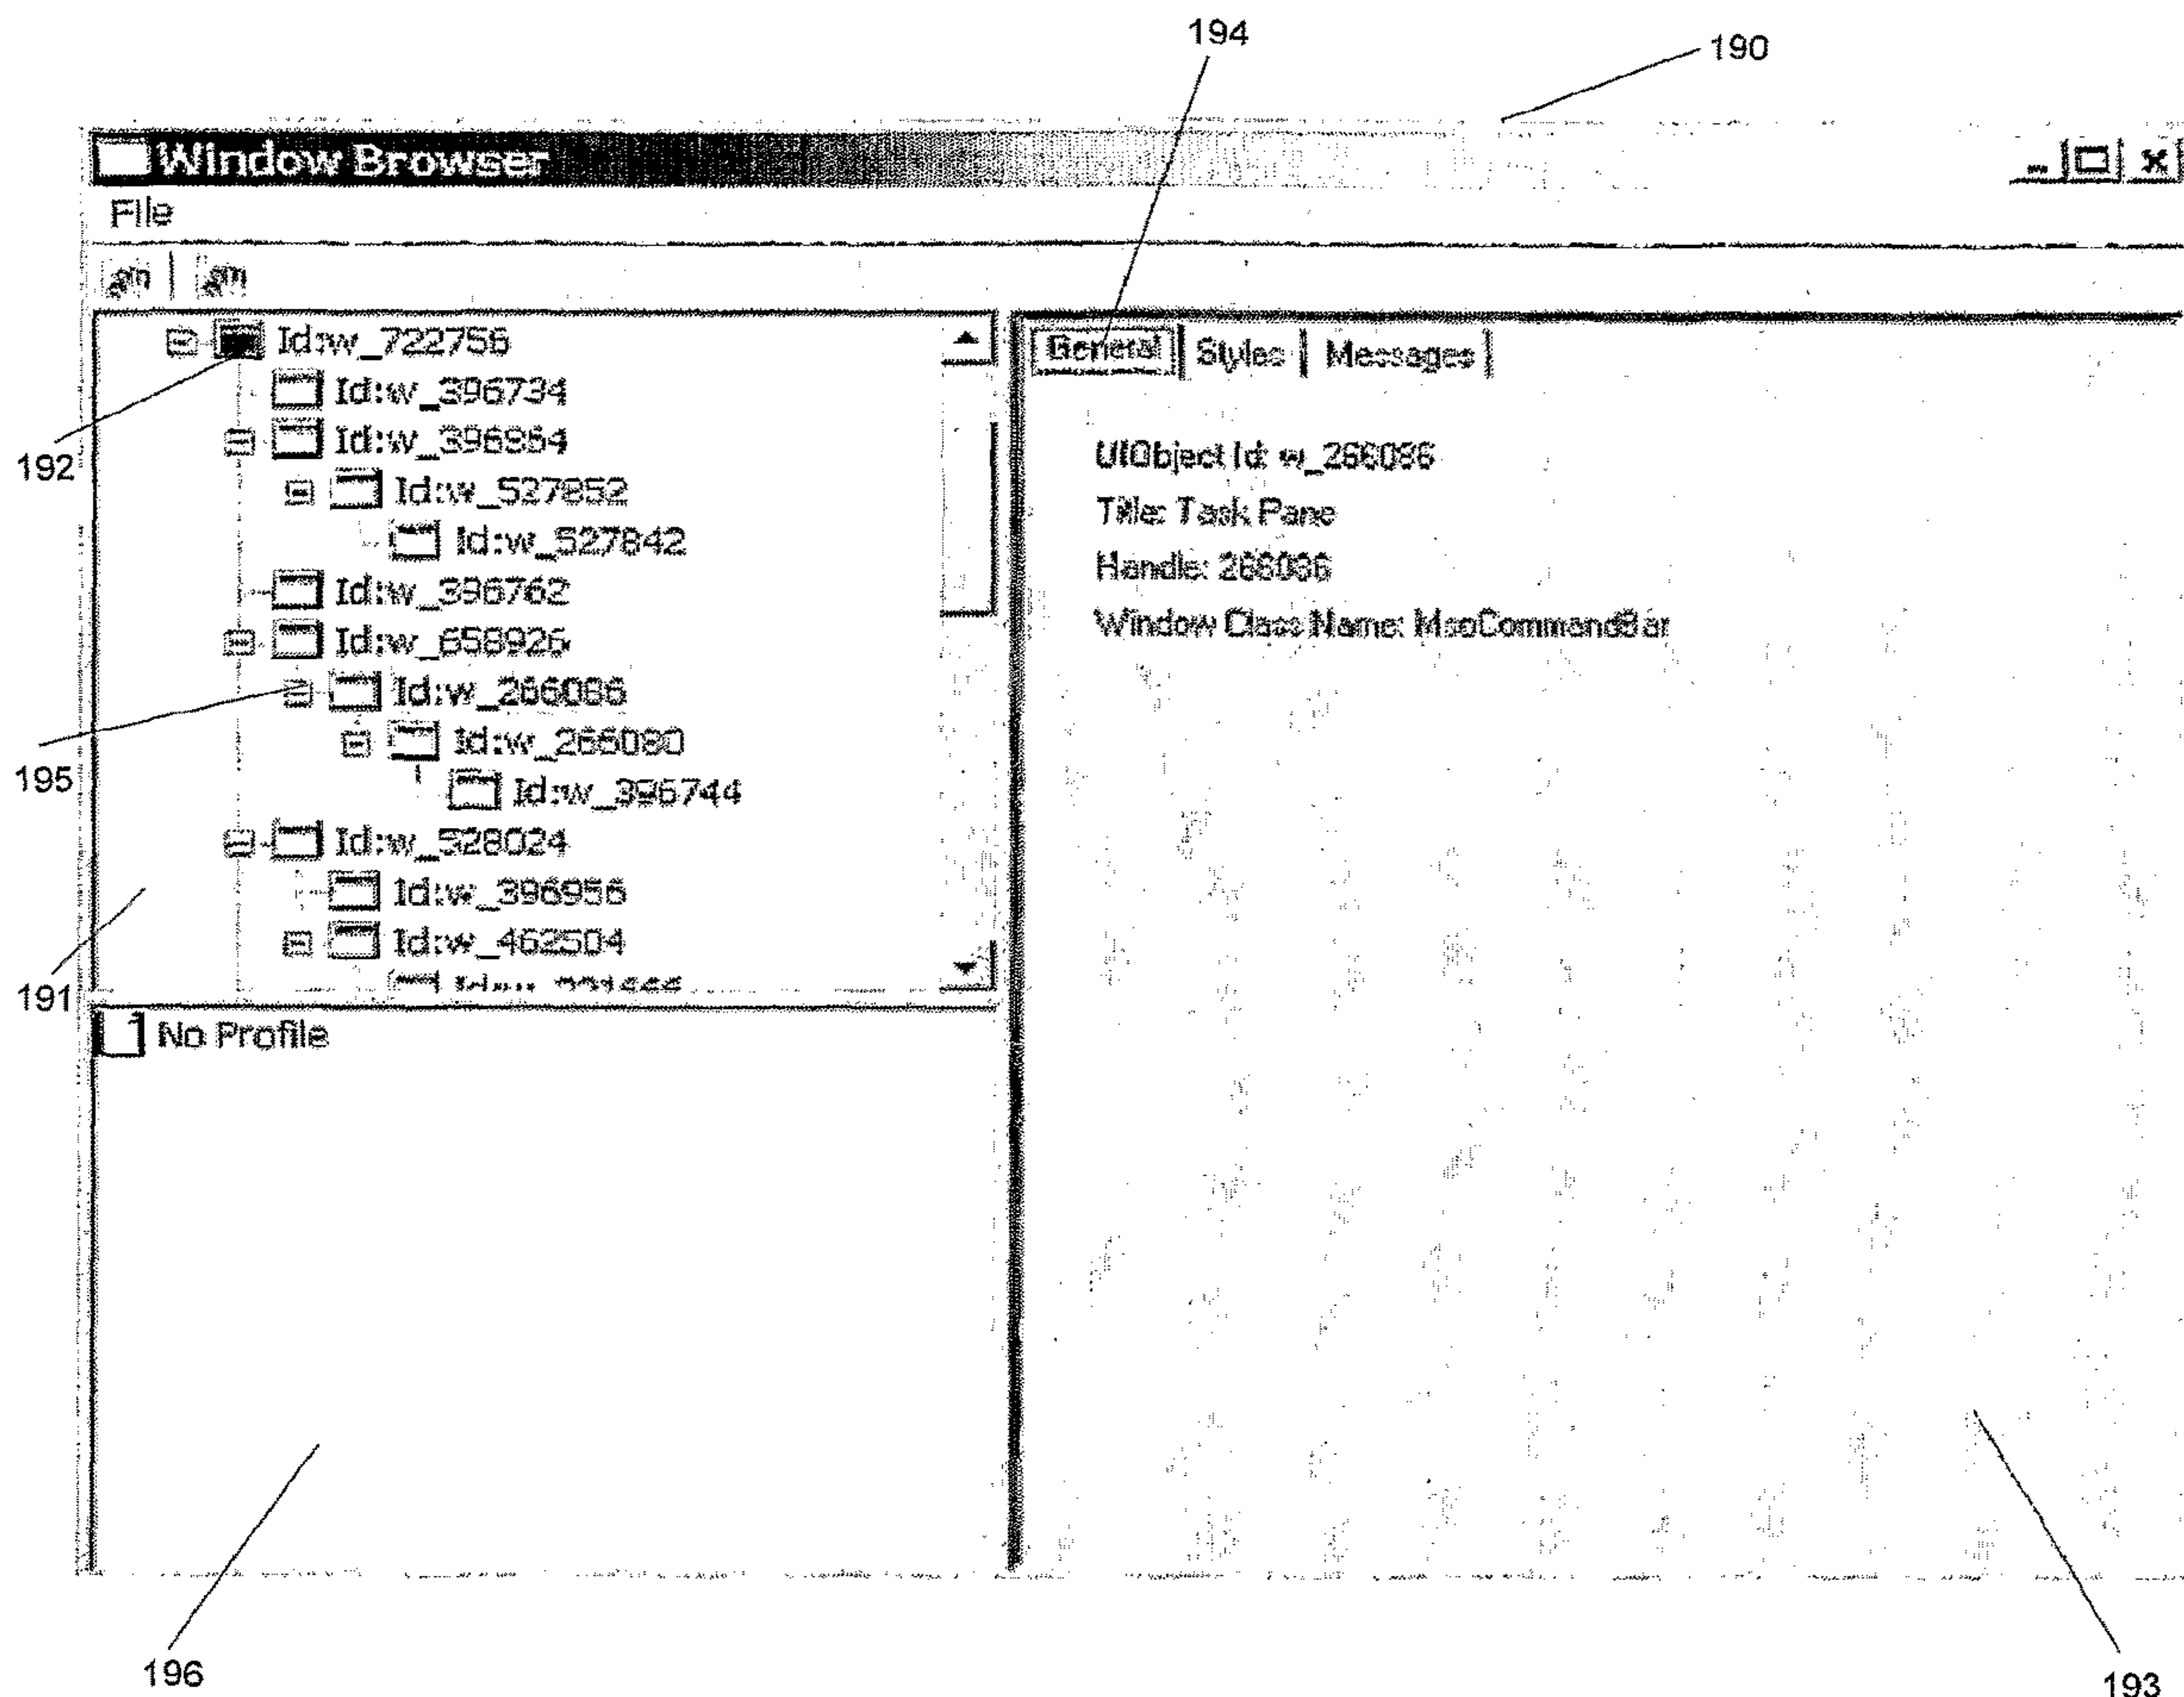 194
190
Window Browser
File
Id:w_722756
Id:w_396734
Id:w_396864
Id:w_527852
Id:w_527842
Id:w_396762
Id:w_658926
Id:w_266086
Id:w_266080
Id:w_396744
Id:w_528024
Id:w_396956
Id:w_462504
No Profile
General Styles Messages
UIObject Id: w_266086
Title: Task Pane
Handle: 266086
Window Class Name: MsoCommandBar
192
195
191
196
193